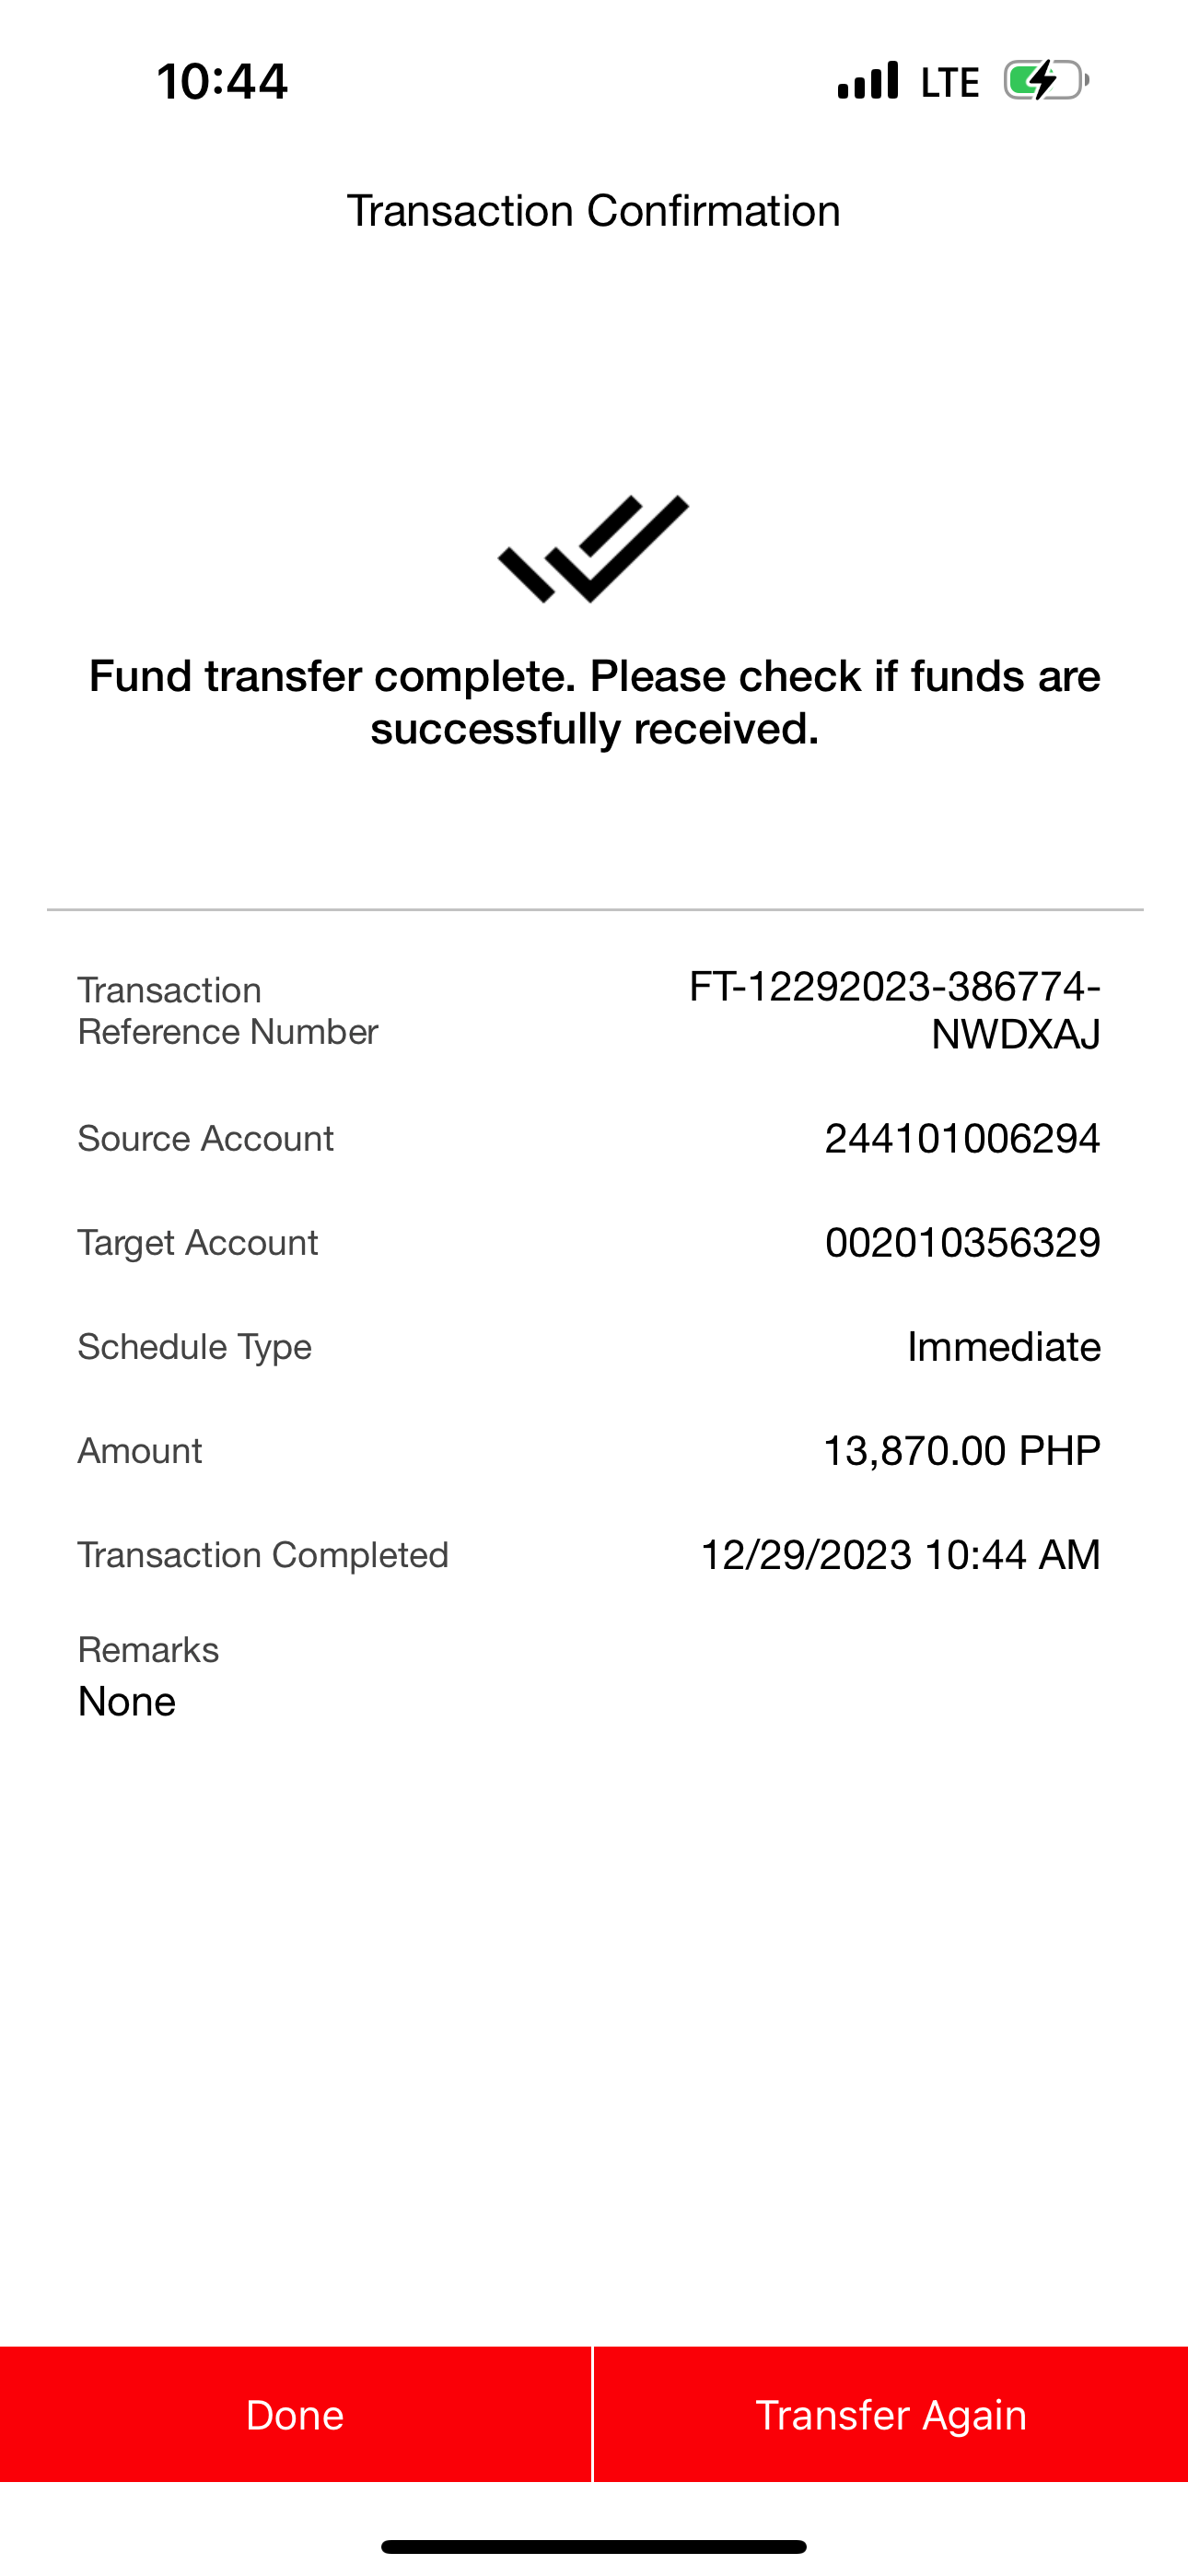 10:44
LTE
Transaction Confirmation
Fund transfer complete. Please check if funds are
successfully received.
Transaction
Reference Number
FT-12292023-386774-
NWDXAJ
Source Account
244101006294
Target Account
002010356329
Schedule Type
Immediate
Amount
13,870.00 PHP
Transaction Completed
12/29/2023 10:44 AM
Remarks
None
Done
Transfer Again